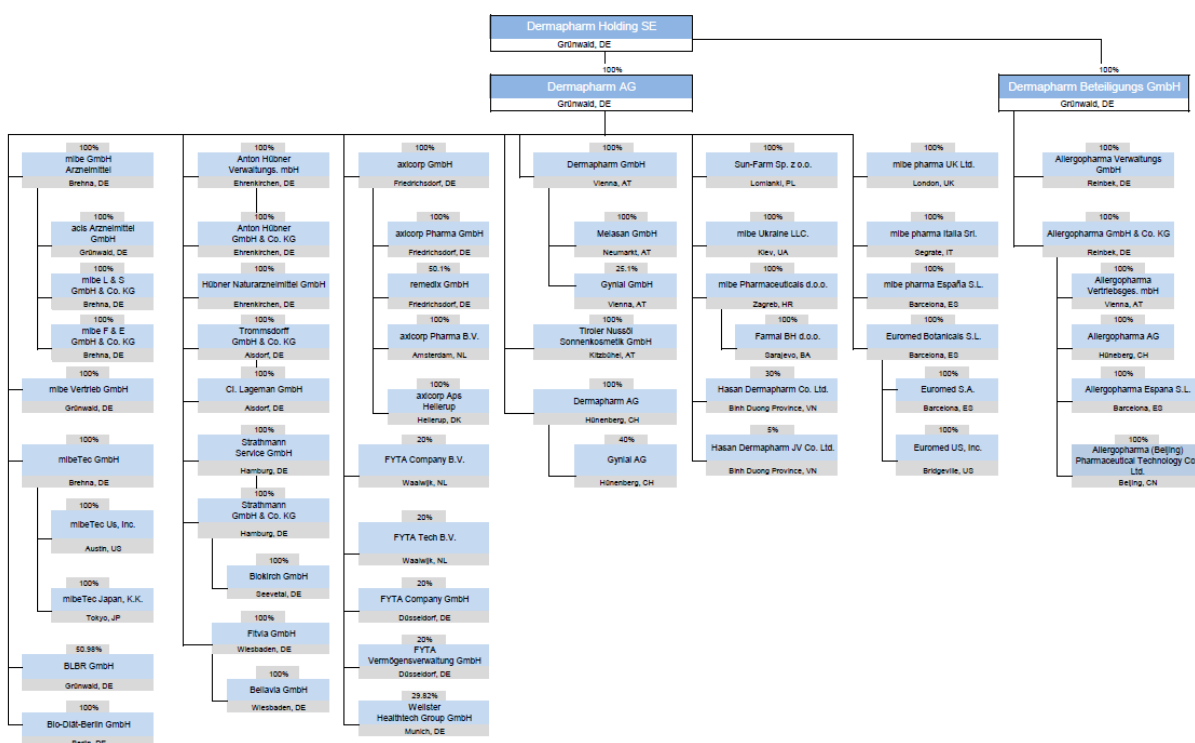 Dermapharm Holding SE
Grünwald, DE
100%
Dermapharm AG
Grünwald, DE
100%
Dermapharm Beteiligungs GmbH
Grünwald, DE
100%
mibe GmbH
Arzneimittel
Brehna, DE
100%
acis Arzneimittel
GmbH
Grünwald, DE
100%
mibe L & S
GmbH & Co. KG
Brehna, DE
100%
mibe F & E
GmbH & Co. KG
Brehna, DE
100%
mibe Vertrieb GmbH
Grünwald, DE
100%
mibeTec GmbH
Brehna, DE
100%
mibeTec Us, Inc.
Austin, US
100%
mibeTec Japan, K.K.
Tokyo, JP
50.98%
BLBR GmbH
Grünwald, DE
100%
Bio-Diät-Berlin GmbH
Berlin, DE
100%
Anton Hübner
Verwaltungs. mbH
Ehrenkirchen, DE
100%
Anton Hübner
GmbH & Co. KG
Ehrenkirchen, DE
100%
Hübner Naturarzneimittel GmbH
Ehrenkirchen, DE
100%
Trommsdorff
GmbH & Co. KG
Alsdorf, DE
100%
Cl. Lageman GmbH
Alsdorf, DE
100%
Strathmann
Service GmbH
Hamburg, DE
100%
Strathmann
GmbH & Co. KG
Hamburg, DE
100%
Biokirch GmbH
Seevetal, DE
100%
Fitvia GmbH
Wiesbaden, DE
100%
Bellavia GmbH
Wiesbaden, DE
100%
axicorp GmbH
Friedrichsdorf, DE
100%
axicorp Pharma GmbH
Friedrichsdorf, DE
50.1%
remedix GmbH
Friedrichsdorf, DE
100%
axicorp Pharma B.V.
Amsterdam, NL
100%
axicorp Aps
Hellerup
Hellerup, DK
20%
FYTA Company B.V.
Waalwijk, NL
20%
FYTA Tech B.V.
Waalwijk, NL
20%
FYTA Company GmbH
Düsseldorf, DE
20%
FYTA
Vermögensverwaltung GmbH
Düsseldorf, DE
29.82%
Wellster
Healthtech Group GmbH
Munich, DE
100%
Dermapharm GmbH
Vienna, AT
100%
Melasan GmbH
Neumarkt, AT
25.1%
Gynial GmbH
Vienna, AT
100%
Tiroler Nussöl
Sonnenkosmetik GmbH
Kitzbühel, AT
100%
Dermapharm AG
Hünenberg, CH
40%
Gynial AG
Hünenberg, CH
100%
Sun-Farm Sp. z o.o.
Lomianki, PL
100%
mibe Ukraine LLC.
Kiev, UA
100%
mibe Pharmaceuticals d.o.o.
Zagreb, HR
100%
Farmal BH d.o.o.
Sarajevo, BA
30%
Hasan Dermapharm Co. Ltd.
Binh Duong Province, VN
5%
Hasan Dermapharm JV Co. Ltd.
Binh Duong Province, VN
100%
mibe pharma UK Ltd.
London, UK
100%
mibe pharma Italia Srl.
Segrate, IT
100%
mibe pharma España S.L.
Barcelona, ES
100%
Euromed Botanicals S.L.
Barcelona, ES
100%
Euromed S.A.
Barcelona, ES
100%
Euromed US, Inc.
Bridgeville, US
100%
Allergopharma Verwaltungs
GmbH
Reinbek, DE
100%
Allergopharma GmbH & Co. KG
Reinbek, DE
100%
Allergopharma
Vertriebsges. mbH
Vienna, AT
100%
Allergopharma AG
Hüneberg, CH
100%
Allergopharma Espana S.L.
Barcelona, ES
100%
Allergopharma (Beijing)
Pharmaceutical Technology Co
Ltd.
Beijing, CN